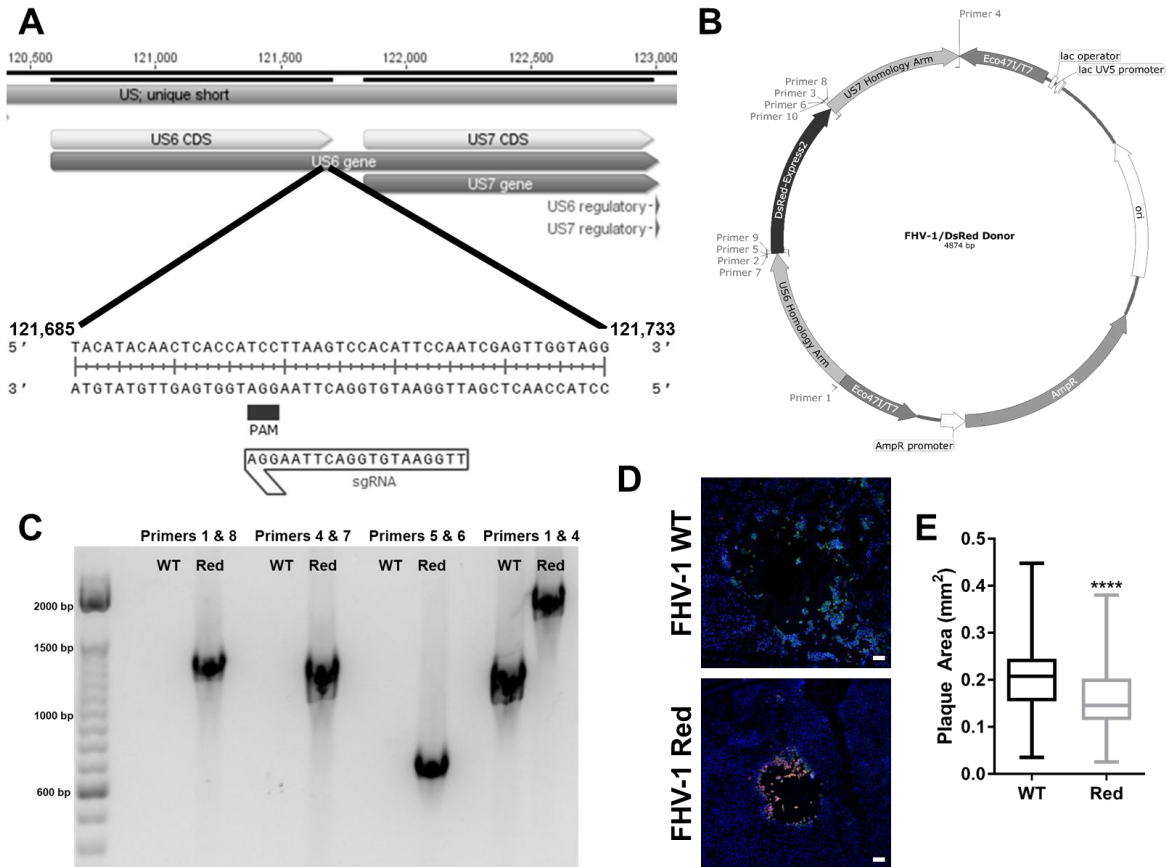 A
120,500 121,000 121,500 122,000 122,500 123,000
US; unique short
US6 CDS US7 CDS
US6 gene
US7 gene
US6 regulatory
US7 regulatory
121,685 121,733
5 ' TACATACAACTCACCATCCTTAAGTCCACATTCCAATCGAGTTGGTAGG 3 '
3 ' ATGTATGTTGAGTGGTAGGAATTCAGGTGTAAGGTTAGCTCAACCATCC 5 '
PAM
AGGAATTCAGGTGTAAGGTT
sgRNA
B
Primer 4
lac operator
lac UV5 promoter
Eco47I/T7
US7 Homology Arm
Primer 8
Primer 3
Primer 6
Primer 10
DsRed-Express2
ori
FHV-1/DsRed Donor
4874 bp
Primer 9
Primer 5
Primer 2
Primer 7
US6 Homology Arm
Primer 1
Eco47I/T7
AmpR
AmpR promoter
C
Primers 1 & 8 Primers 4 & 7 Primers 5 & 6 Primers 1 & 4
WT Red WT Red WT Red WT Red
2000 bp
1500 bp
1000 bp
600 bp
D
FHV-1 WT
FHV-1 Red
E
Plaque Area (mm2)
0.5
0.4
0.3
0.2
0.1
0.0
****
WT Red